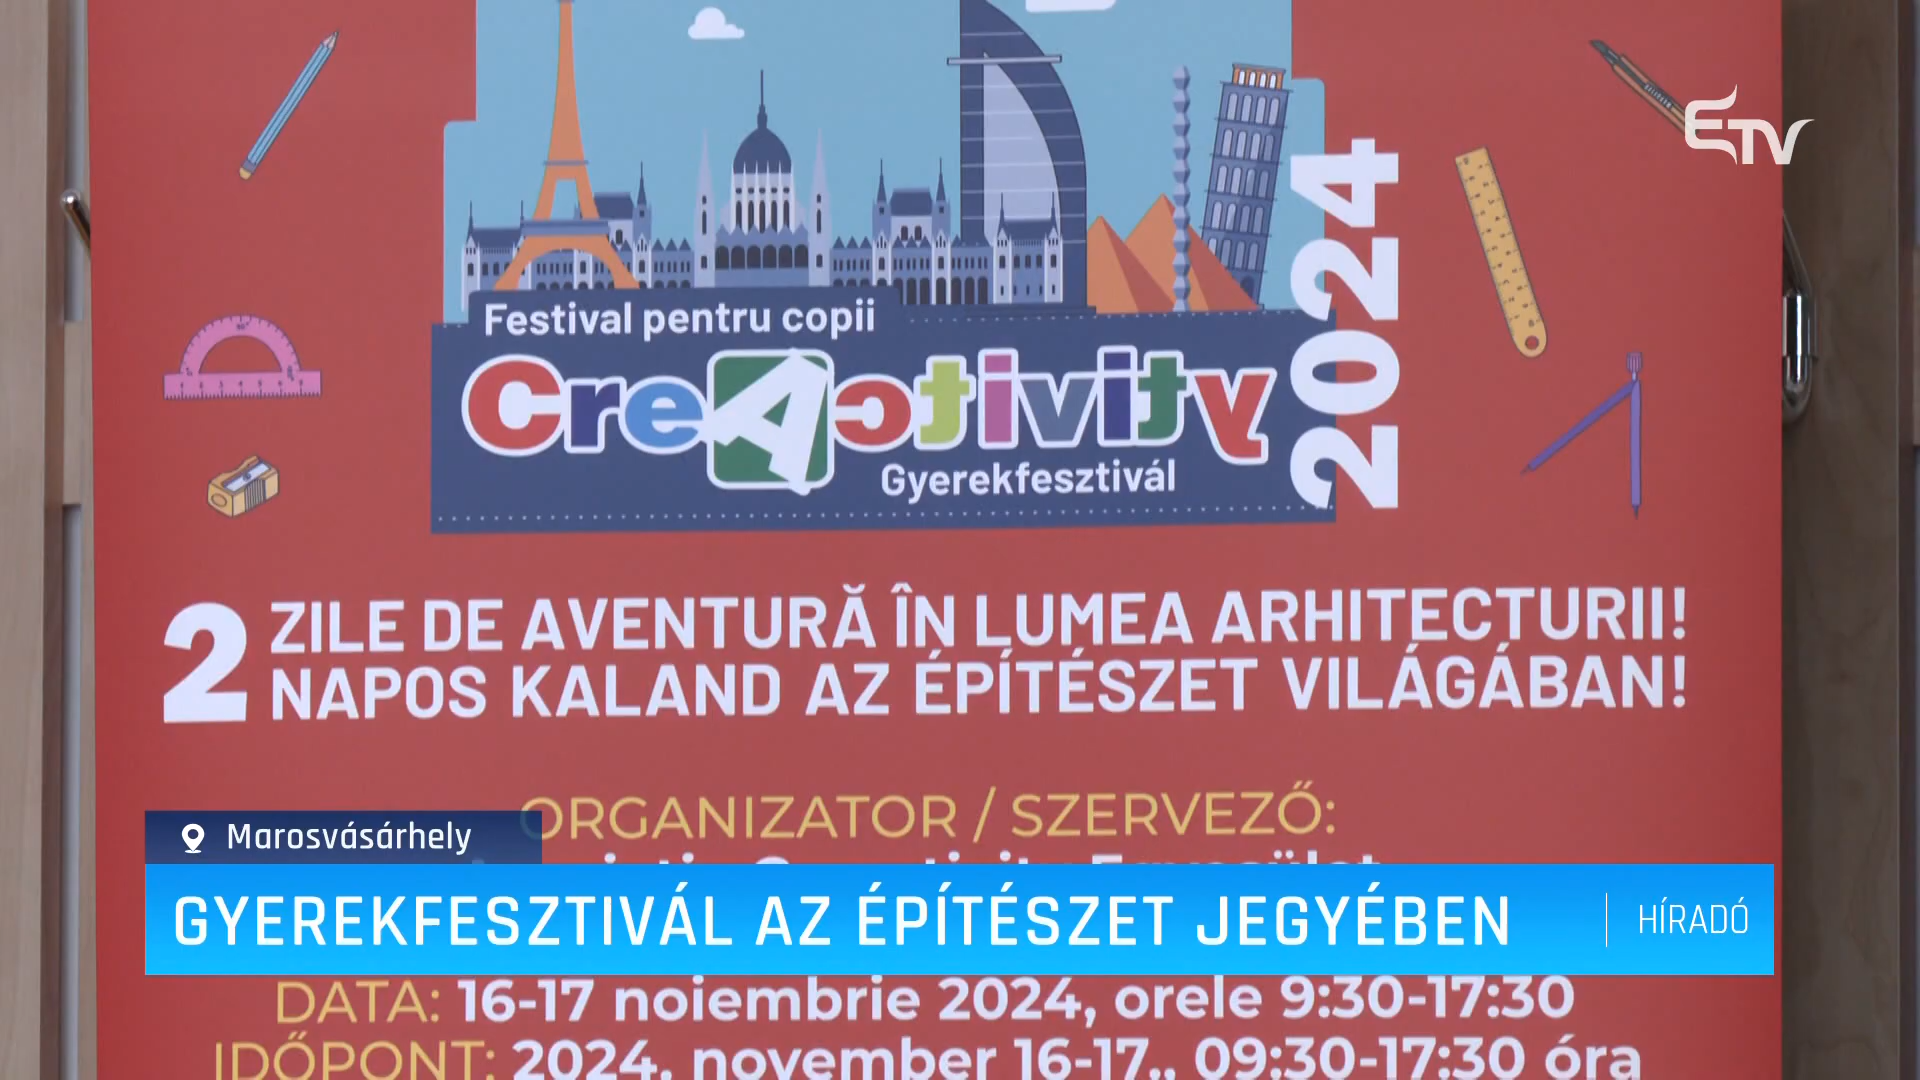 ETV
2024
Festival pentru copii
CreActivity
Gyerekfesztivál
2 ZILE DE AVENTURĂ ÎN LUMEA ARHITECTURII!
NAPOS KALAND AZ ÉPÍTÉSZET VILÁGÁBAN!
ORGANIZATOR / SZERVEZŐ:
Marosvásárhely
GYEREKFESZTIVÁL AZ ÉPÍTÉSZET JEGYÉBEN
HÍRADÓ
DATA: 16-17 noiembrie 2024, orele 9:30-17:30
IDŐPONT: 2024. november 16-17., 09:30-17:30 óra